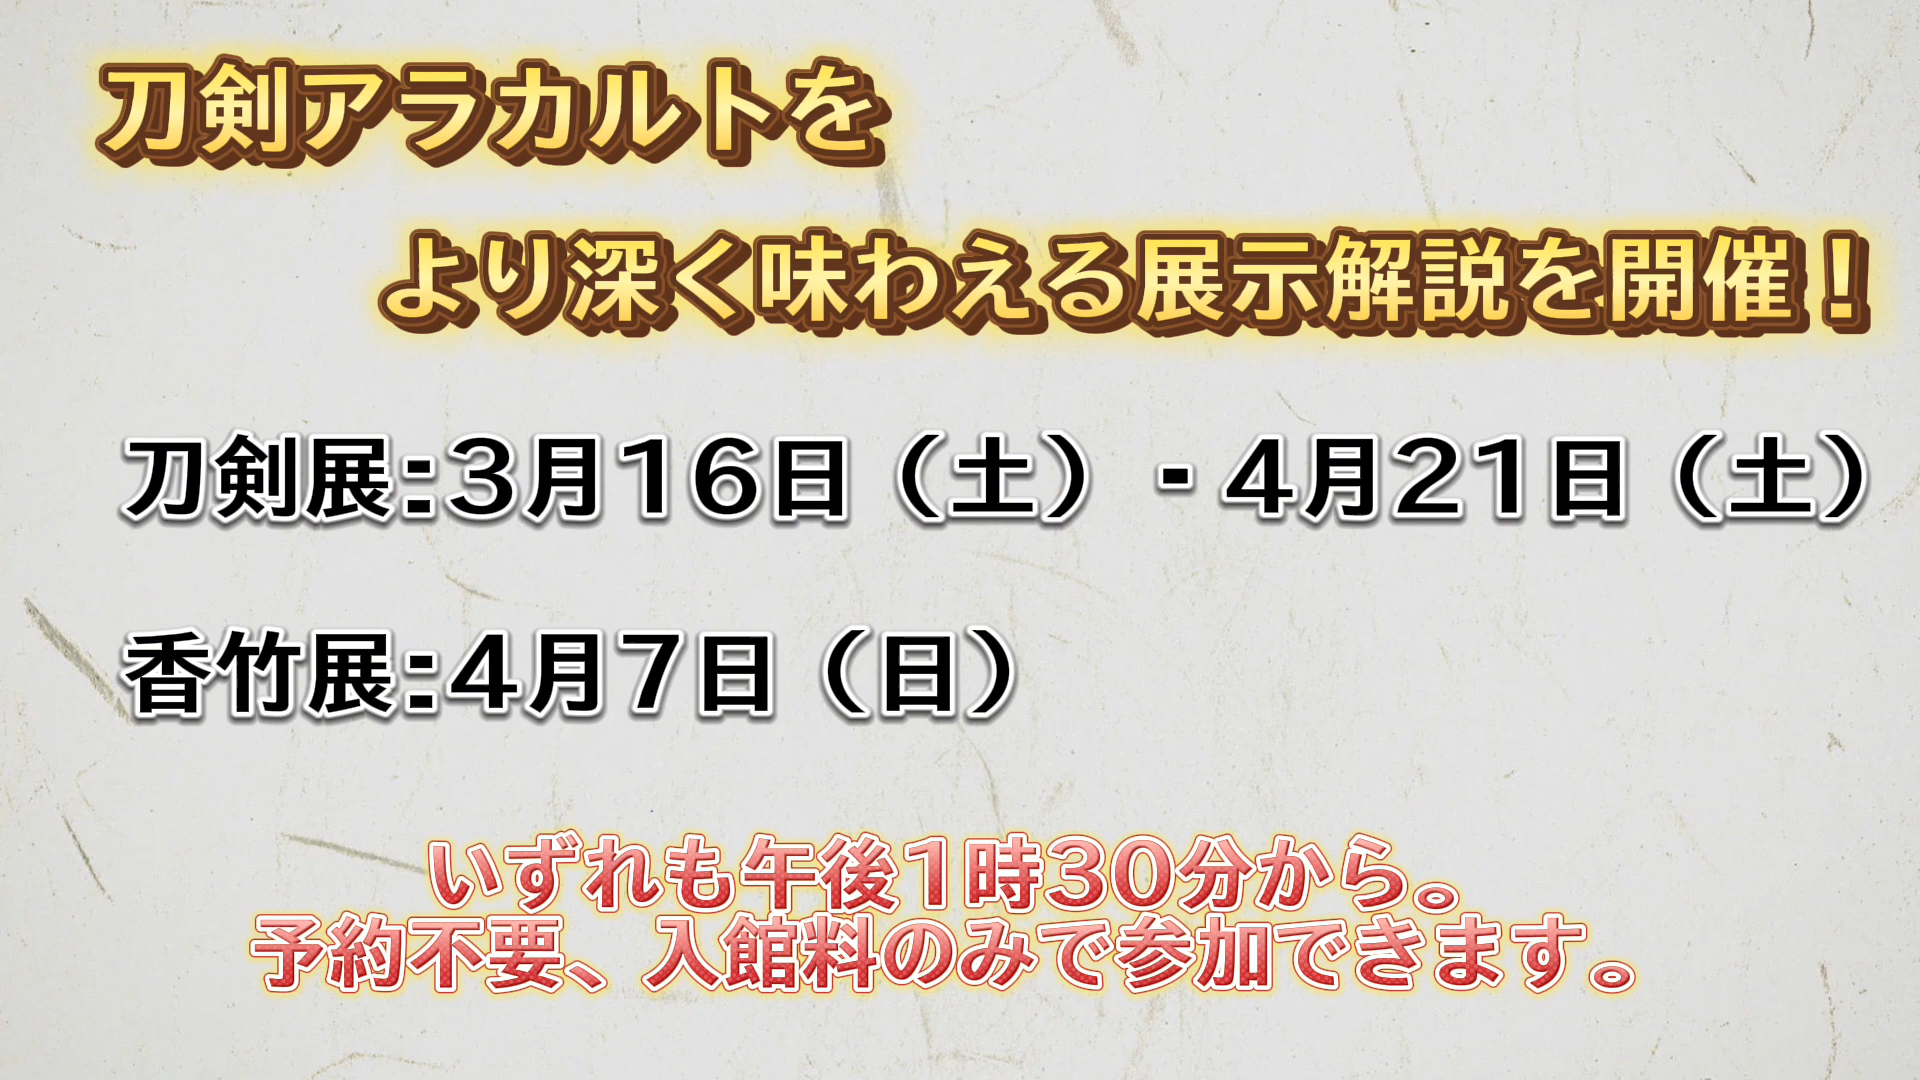 刀剣アラカルトを
より深く味わえる展示解説を開催！
刀剣展:3月16日（土）-4月21日（土）
香竹展:4月7日（日）
いずれも午後1時30分から。
予約不要、入館料のみで参加できます。